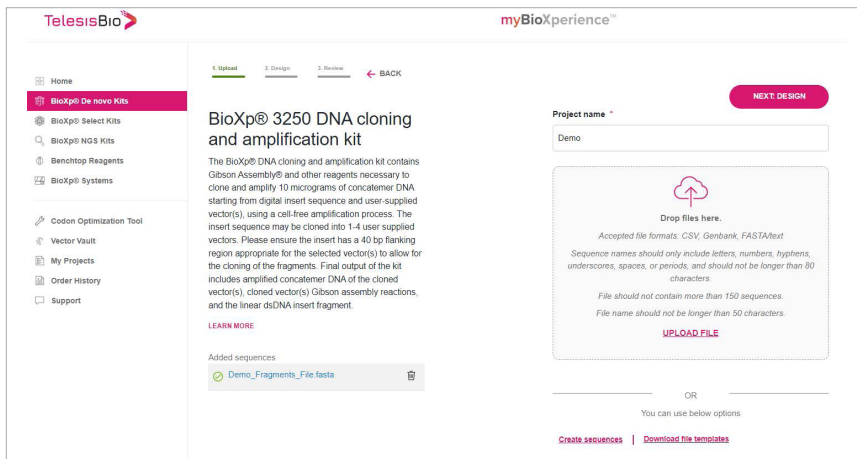 TelesisBio
myBioXperience™
Home
BioXp® De novo Kits
BioXp® Select Kits
BioXp® NGS Kits
Benchtop Reagents
BioXp® Systems
Codon Optimization Tool
Vector Vault
My Projects
Order History
Support
1. Upload
2. Design
3. Review
BACK
BioXp® 3250 DNA cloning
and amplification kit
The BioXp® DNA cloning and amplification kit contains
Gibson Assembly® and other reagents necessary to
clone and amplify 10 micrograms of concatemer DNA
starting from digital insert sequence and user-supplied
vector(s), using a cell-free amplification process. The
insert sequence may be cloned into 1-4 user supplied
vectors. Please ensure the insert has a 40 bp flanking
region appropriate for the selected vector(s) to allow for
the cloning of the fragments. Final output of the kit
includes amplified concatemer DNA of the cloned
vector(s), cloned vector(s) Gibson assembly reactions,
and the linear dsDNA insert fragment.
LEARN MORE
Added sequences
Demo_Fragments_File.fasta
NEXT: DESIGN
Project name *
Demo
Drop files here.
Accepted file formats. CSV, Genbank, FASTA/text
Sequence names should only include letters, numbers, hyphens,
underscores, spaces, or periods, and should not be longer than 80
characters.
File should not contain more than 150 sequences.
File name should not be longer than 50 characters.
UPLOAD FILE
OR
You can use below options
Create sequences
Download file templates